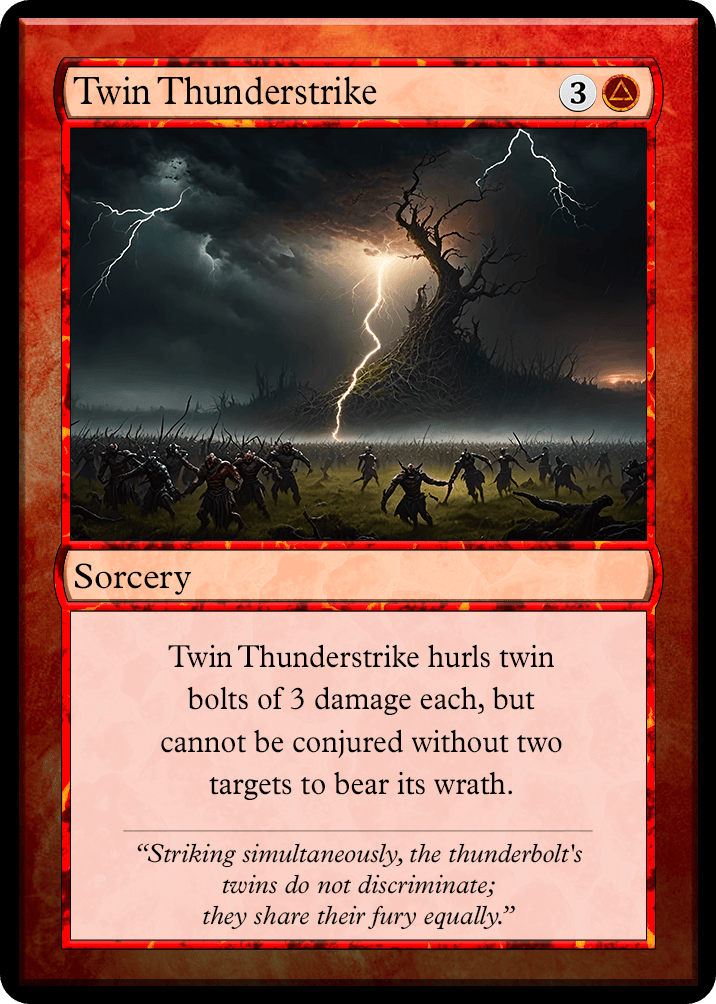 Twin Thunderstrike 3
Sorcery
Twin Thunderstrike hurls twin
bolts of 3 damage each, but
cannot be conjured without two
targets to bear its wrath.
“Striking simultaneously, the thunderbolt's
twins do not discriminate;
they share their fury equally.”